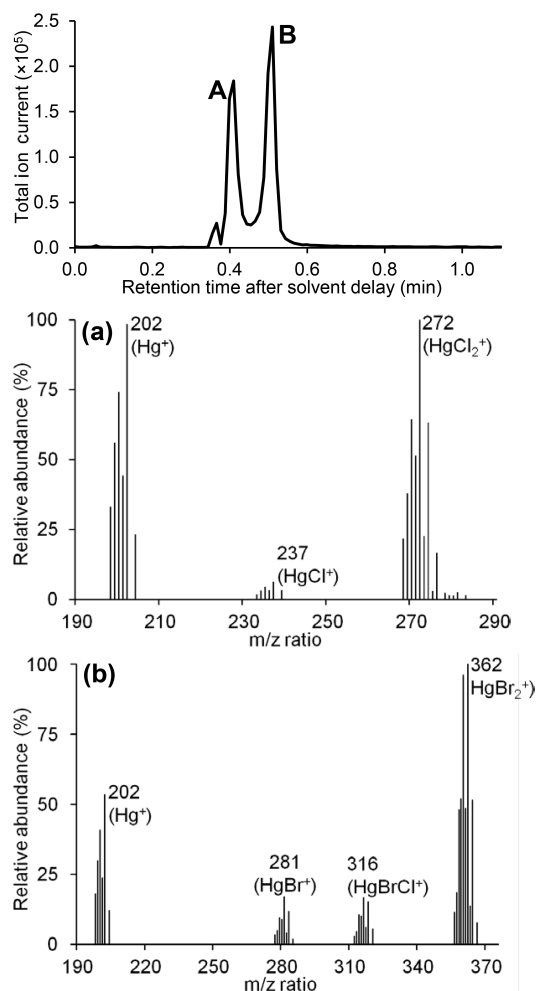 2.5
2.0
1.5
1.0
0.5
0.0
Total ion current (×10⁵)
A
B
0.0 0.2 0.4 0.6 0.8 1.0
Retention time after solvent delay (min)
(a)
100
75
50
25
0
Relative abundance (%)
202
(Hg⁺)
237
(HgCl⁺)
272
(HgCl₂⁺)
190 210 230 250 270 290
m/z ratio
(b)
100
75
50
25
0
Relative abundance (%)
202
(Hg⁺)
281
(HgBr⁺)
316
(HgBrCl⁺)
362
HgBr₂⁺)
190 220 250 280 310 340 370
m/z ratio